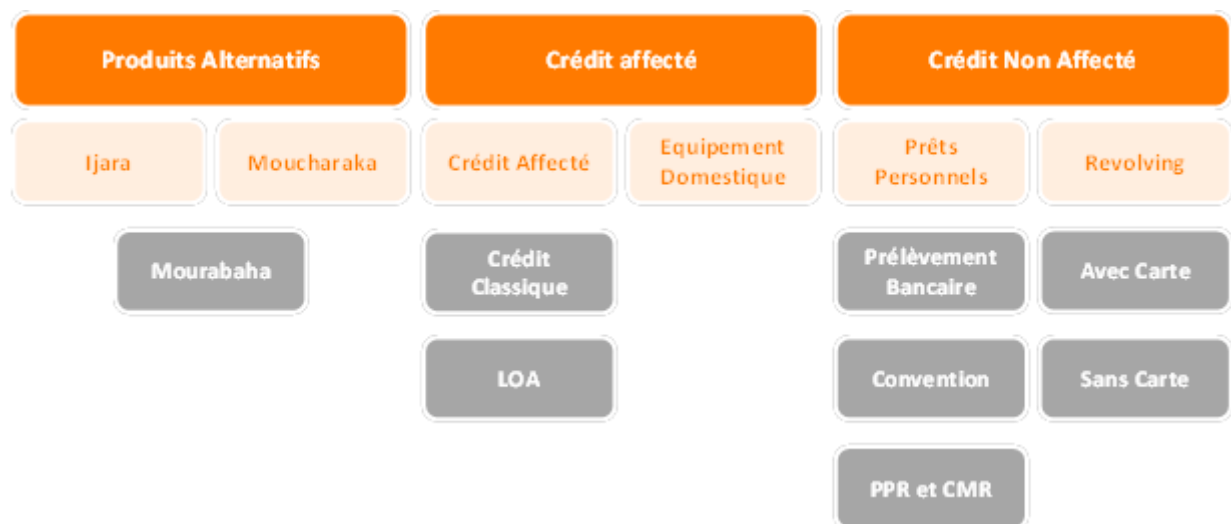 Produits Alternatifs
Crédit affecté
Crédit Non Affecté
Ijara
Moucharaka
Crédit Affecté
Equipement
Domestique
Prêts
Personnels
Revolving
Mourabaha
Crédit
Classique
Prélèvement
Bancaire
Avec Carte
LOA
Convention
Sans Carte
PPR et CMR